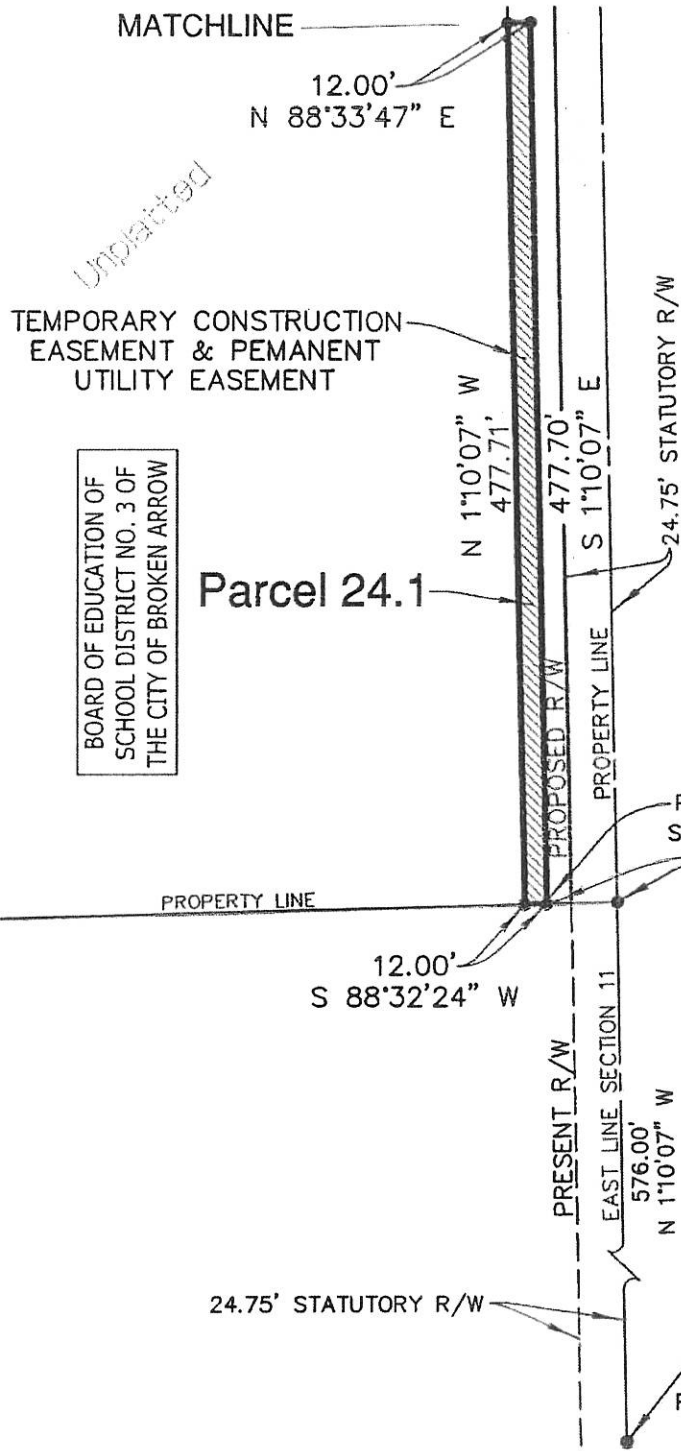 MATCHLINE
12.00'
N 88°33'47" E
Unplatted
TEMPORARY CONSTRUCTION
EASEMENT & PEMANENT
UTILITY EASEMENT
N 1°10'07" W
477.71'
477.70'
S 1°10'07" E
24.75' STATUTORY R/W
BOARD OF EDUCATION OF
SCHOOL DISTRICT NO. 3 OF
THE CITY OF BROKEN ARROW
Parcel 24.1
PROPOSED R/W
PROPERTY LINE
P
S
PROPERTY LINE
12.00'
S 88°32'24" W
PRESENT R/W
EAST LINE SECTION 11
576.00'
N 1°10'07" W
24.75' STATUTORY R/W